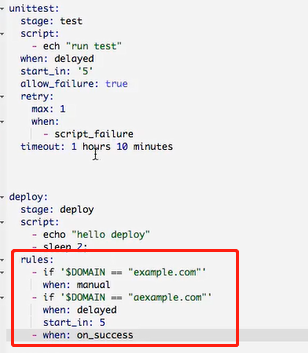 unittest:
  stage: test
  script:
    - ech "run test"
  when: delayed
  start_in: '5'
  allow_failure: true
  retry:
    max: 1
    when:
      - script_failure
  timeout: 1 hours 10 minutes
deploy:
  stage: deploy
  script:
    - echo "hello deploy"
    - sleep 2;
  rules:
    - if '$DOMAIN == "example.com"'
      when: manual
    - if '$DOMAIN == "aexample.com"'
      when: delayed
      start_in: 5
    - when: on_success